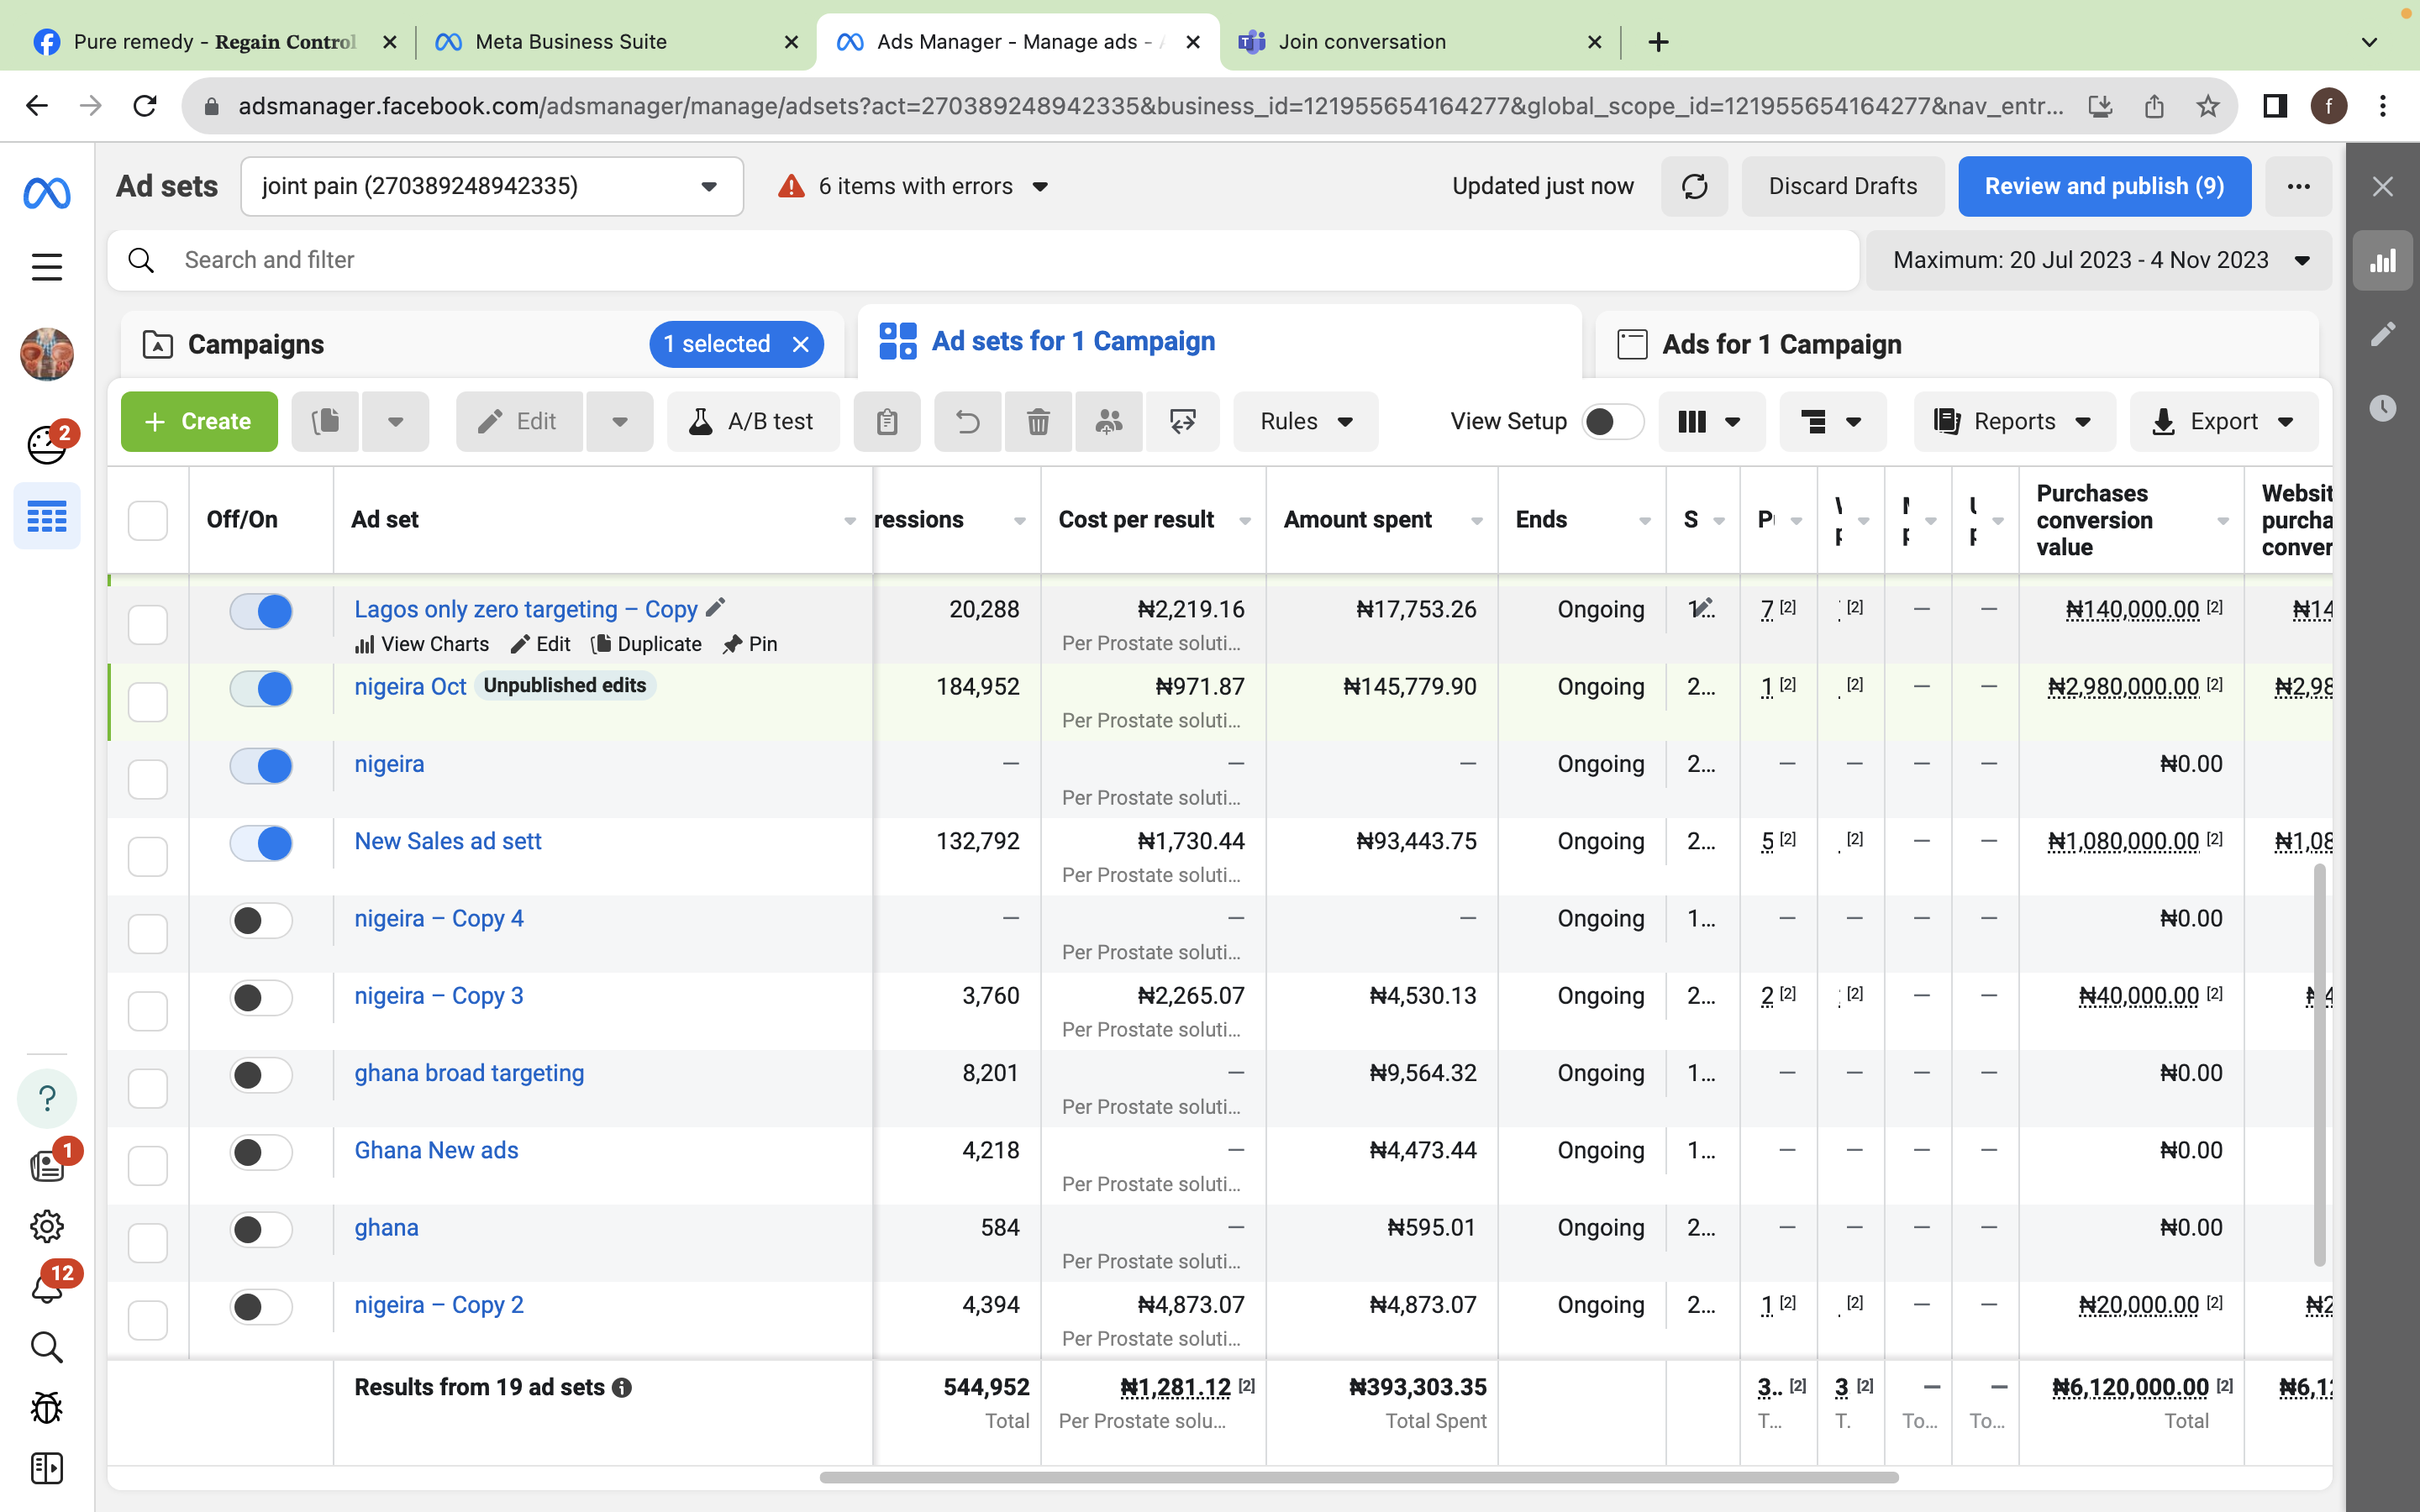 Pure remedy - Regain Control
Meta Business Suite
Ads Manager - Manage ads -
Join conversation
adsmanager.facebook.com/adsmanager/manage/adsets?act=270389248942335&business_id=121955654164277&global_scope_id=121955654164277&nav_entr...
f
Ad sets
joint pain (270389248942335)
6 items with errors
Updated just now
Discard Drafts
Review and publish (9)
Search and filter
Maximum: 20 Jul 2023 - 4 Nov 2023
Campaigns
1 selected
Ad sets for 1 Campaign
Ads for 1 Campaign
2
Create
Edit
A/B test
Rules
View Setup
Reports
Export
Off/On
Ad set
ressions
Cost per result
Amount spent
Ends
S
Purchases
conversion
value
Websit
purcha
conver
Lagos only zero targeting – Copy
20,288
₦2,219.16
₦17,753.26
Ongoing
1...
7 [2]
[2]
—
—
₦140,000.00 [2]
₦14
View Charts
Edit
Duplicate
Pin
Per Prostate soluti...
nigeira Oct
Unpublished edits
184,952
₦971.87
₦145,779.90
Ongoing
2...
1 [2]
[2]
—
—
₦2,980,000.00 [2]
₦2,98
Per Prostate soluti...
nigeira
—
—
—
Ongoing
2...
—
—
—
—
₦0.00
Per Prostate soluti...
New Sales ad sett
132,792
₦1,730.44
₦93,443.75
Ongoing
2...
5 [2]
[2]
—
—
₦1,080,000.00 [2]
₦1,08
Per Prostate soluti...
nigeira – Copy 4
—
—
—
Ongoing
1...
—
—
—
—
₦0.00
Per Prostate soluti...
nigeira – Copy 3
3,760
₦2,265.07
₦4,530.13
Ongoing
2...
2 [2]
[2]
—
—
₦40,000.00 [2]
₦4
Per Prostate soluti...
ghana broad targeting
8,201
—
₦9,564.32
Ongoing
1...
—
—
—
—
₦0.00
Per Prostate soluti...
Ghana New ads
4,218
—
₦4,473.44
Ongoing
1...
—
—
—
—
₦0.00
Per Prostate soluti...
ghana
584
—
₦595.01
Ongoing
2...
—
—
—
—
₦0.00
Per Prostate soluti...
nigeira – Copy 2
4,394
₦4,873.07
₦4,873.07
Ongoing
2...
1 [2]
[2]
—
—
₦20,000.00 [2]
₦2
Per Prostate soluti...
Results from 19 ad sets
544,952
₦1,281.12 [2]
₦393,303.35
3.. [2]
3 [2]
—
—
₦6,120,000.00 [2]
₦6,12
Total
Per Prostate solu...
Total Spent
T...
T.
To...
To...
Total
?
1
12